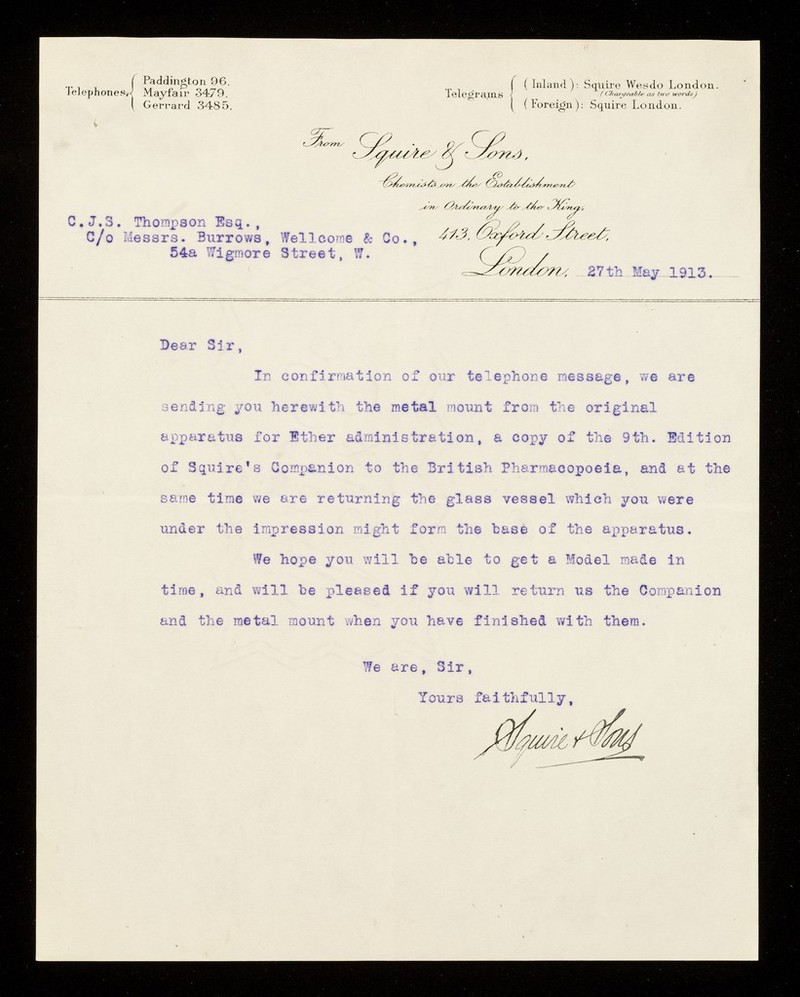 Telephones,
Paddington 96.
Mayfair 3479.
Gerrard 3485.
Telegrams
(Inland): Squire Wesdo London.
(Chargeable as two words)
(Foreign): Squire London.
From Squire & Sons,
Chemists on the Establishment
in Ordinary to the King.
413, Oxford Street,
London, 27th May 1913.
C.J.S. Thompson Esq.,
C/o Messrs. Burrows, Wellcome & Co.,
54a Wigmore Street, W.
Dear Sir,
In confirmation of our telephone message, we are
sending you herewith the metal mount from the original
apparatus for Ether administration, a copy of the 9th. Edition
of Squire's Companion to the British Pharmacopoeia, and at the
same time we are returning the glass vessel which you were
under the impression might form the base of the apparatus.
We hope you will be able to get a Model made in
time, and will be pleased if you will return us the Companion
and the metal mount when you have finished with them.
We are, Sir,
Yours faithfully,
Squire & Sons